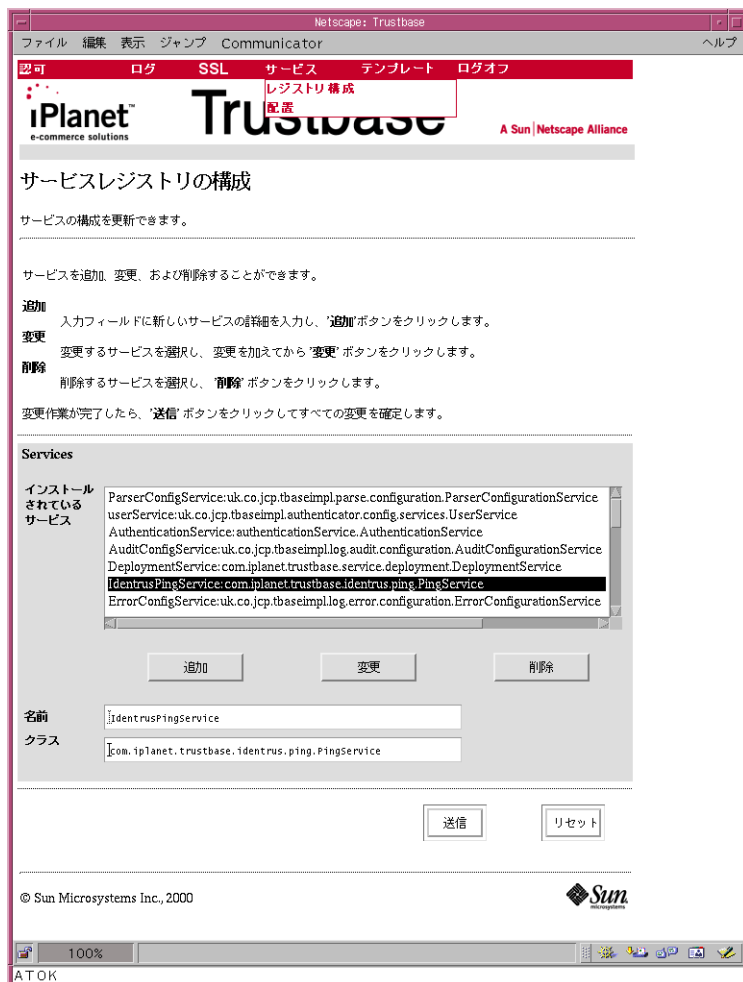 Netscape: Trustbase
ファイル 編集 表示 ジャンプ Communicator ヘルプ
認可 ログ SSL サービス テンプレート ログオフ
レジストリ構成
配置
iPlanet™
e-commerce solutions
Trustbase
A Sun|Netscape Alliance
サービスレジストリの構成
サービスの構成を更新できます。
サービスを追加、変更、および削除することができます。
追加
入力フィールドに新しいサービスの詳細を入力し、'追加'ボタンをクリックします。
変更
変更するサービスを選択し、変更を加えてから'変更' ボタンをクリックします。
削除
削除するサービスを選択し、'削除' ボタンをクリックします。
変更作業が完了したら、'送信' ボタンをクリックしてすべての変更を確定します。
Services
インストール
されている
サービス
ParserConfigService:uk.co.jcp.tbaseimpl.parse.configuration.ParserConfigurationService
userService:uk.co.jcp.tbaseimpl.authenticator.config.services.UserService
AuthenticationService:authenticationService.AuthenticationService
AuditConfigService:uk.co.jcp.tbaseimpl.log.audit.configuration.AuditConfigurationService
DeploymentService:com.iplanet.trustbase.service.deployment.DeploymentService
IdentrusPingService:com.iplanet.trustbase.identrus.ping.PingService
ErrorConfigService:uk.co.jcp.tbaseimpl.log.error.configuration.ErrorConfigurationService
追加 変更 削除
名前 IdentrusPingService
クラス com.iplanet.trustbase.identrus.ping.PingService
送信 リセット
© Sun Microsystems Inc., 2000
Sun
microsystems
100%
ATOK